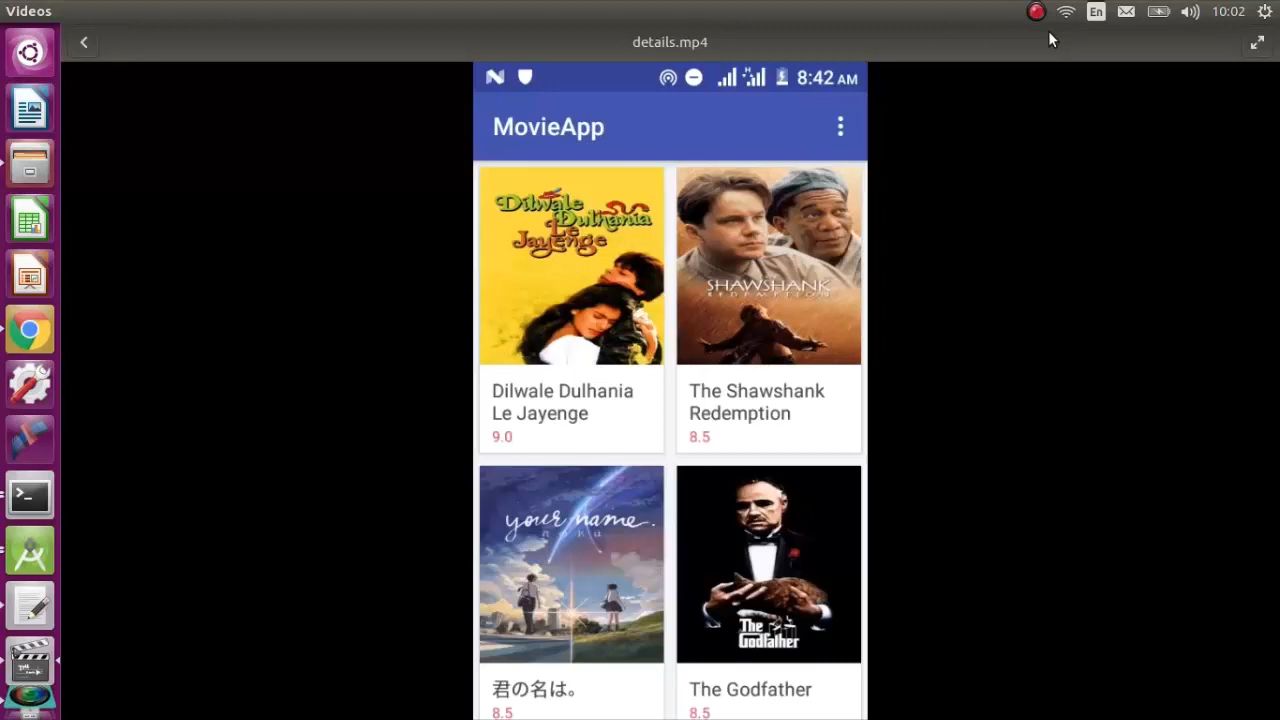 Videos
En
10:02
details.mp4
8:42 AM
MovieApp
Dilwale
Dulhania
Le
Jayenge
SHAWSHANK
REDEMPTION
Dilwale Dulhania
Le Jayenge
9.0
The Shawshank
Redemption
8.5
your name.
The
Godfather
君の名は。
8.5
The Godfather
8.5